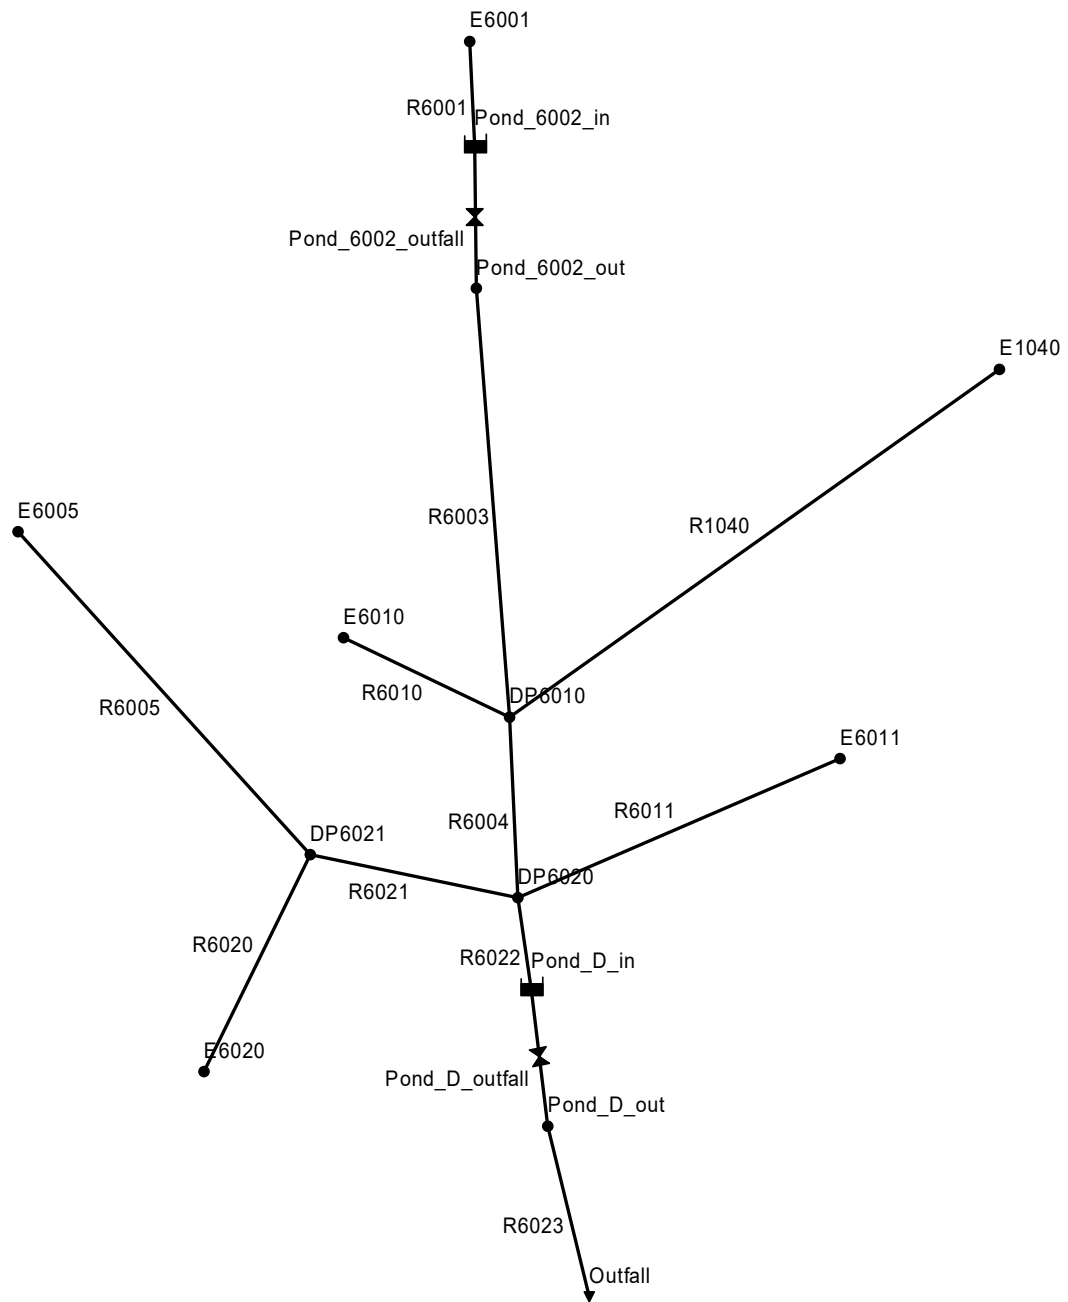 E6001
R6001
Pond_6002_in
Pond_6002_outfall
Pond_6002_out
E1040
E6005
R6003
R1040
E6010
R6010
DP6010
R6005
E6011
R6011
R6004
DP6021
DP6020
R6021
R6020
R6022
Pond_D_in
E6020
Pond_D_outfall
Pond_D_out
R6023
Outfall